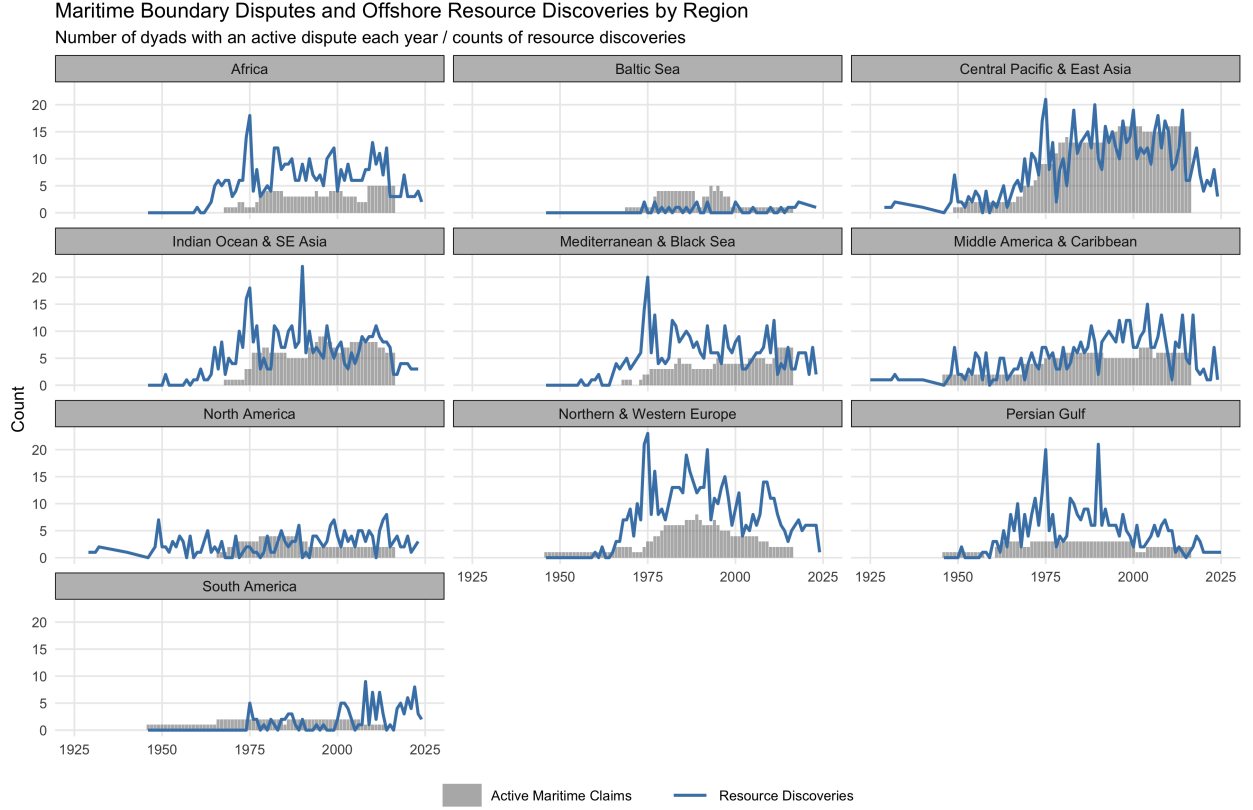 Maritime Boundary Disputes and Offshore Resource Discoveries by Region
Number of dyads with an active dispute each year / counts of resource discoveries
Africa
Baltic Sea
Central Pacific & East Asia
20
15
10
5
0
Indian Ocean & SE Asia
Mediterranean & Black Sea
Middle America & Caribbean
20
15
10
5
0
Count
North America
Northern & Western Europe
Persian Gulf
20
15
10
5
0
1925 1950 1975 2000 2025
1925 1950 1975 2000 2025
South America
20
15
10
5
0
1925 1950 1975 2000 2025
Active Maritime Claims
Resource Discoveries